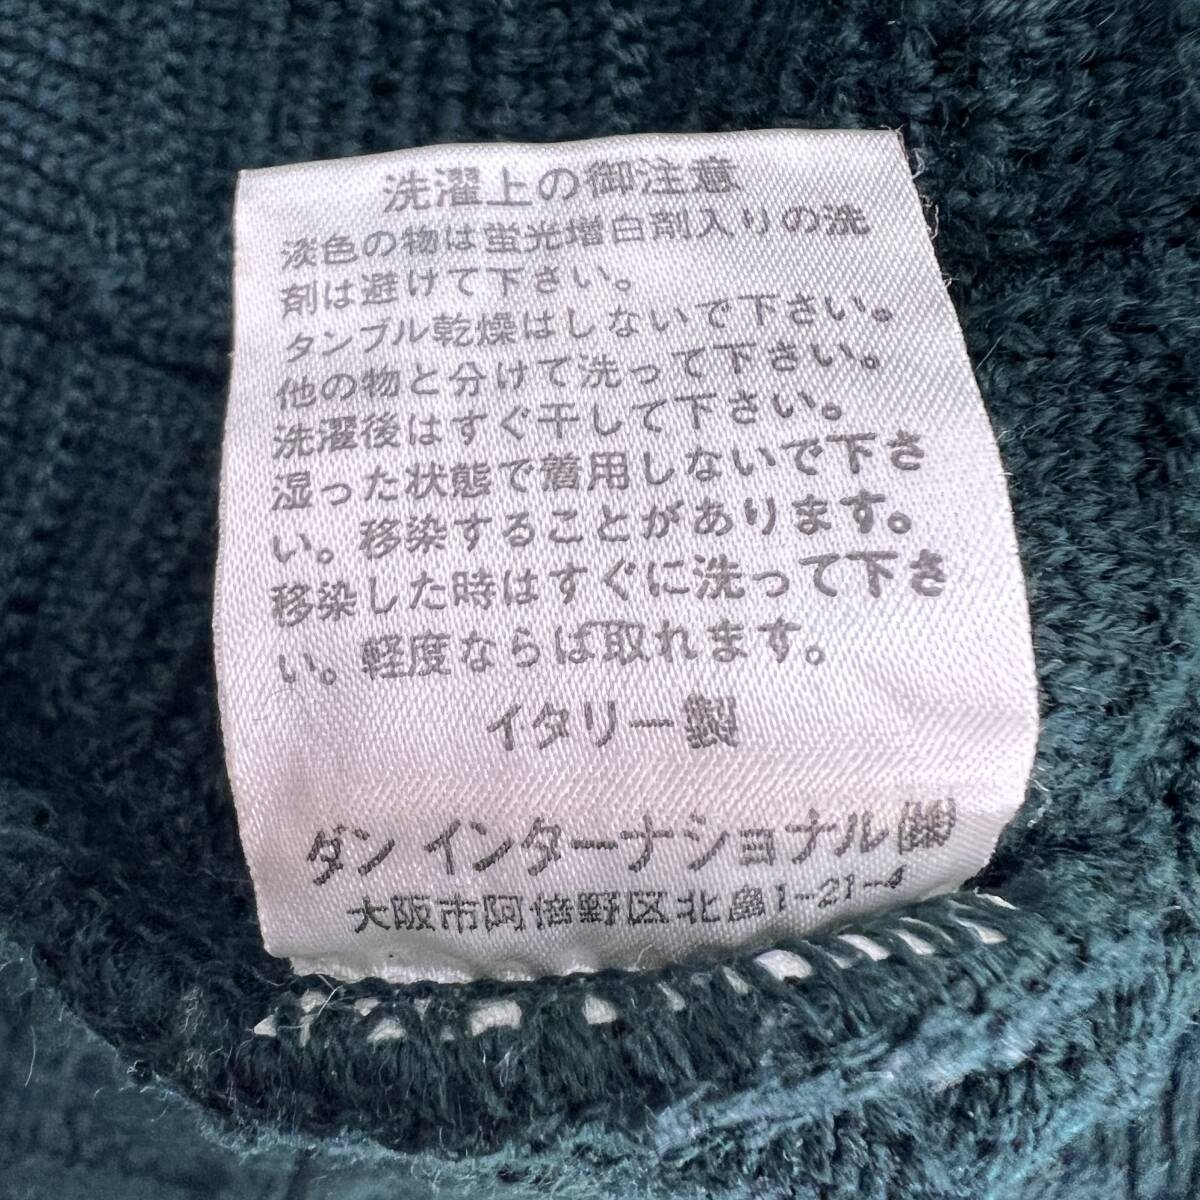 洗濯上の御注意
淡色の物は蛍光増白剤入りの洗
剤は避けて下さい。
タンブル乾燥はしないで下さい。
他の物と分けて洗って下さい。
洗濯後はすぐ干して下さい。
湿った状態で着用しないで下さ
い。移染することがあります。
移染した時はすぐに洗って下さ
い。軽度ならば取れます。
イタリー製
ダン インターナショナル㈱
大阪市阿倍野区北畠1-21-4